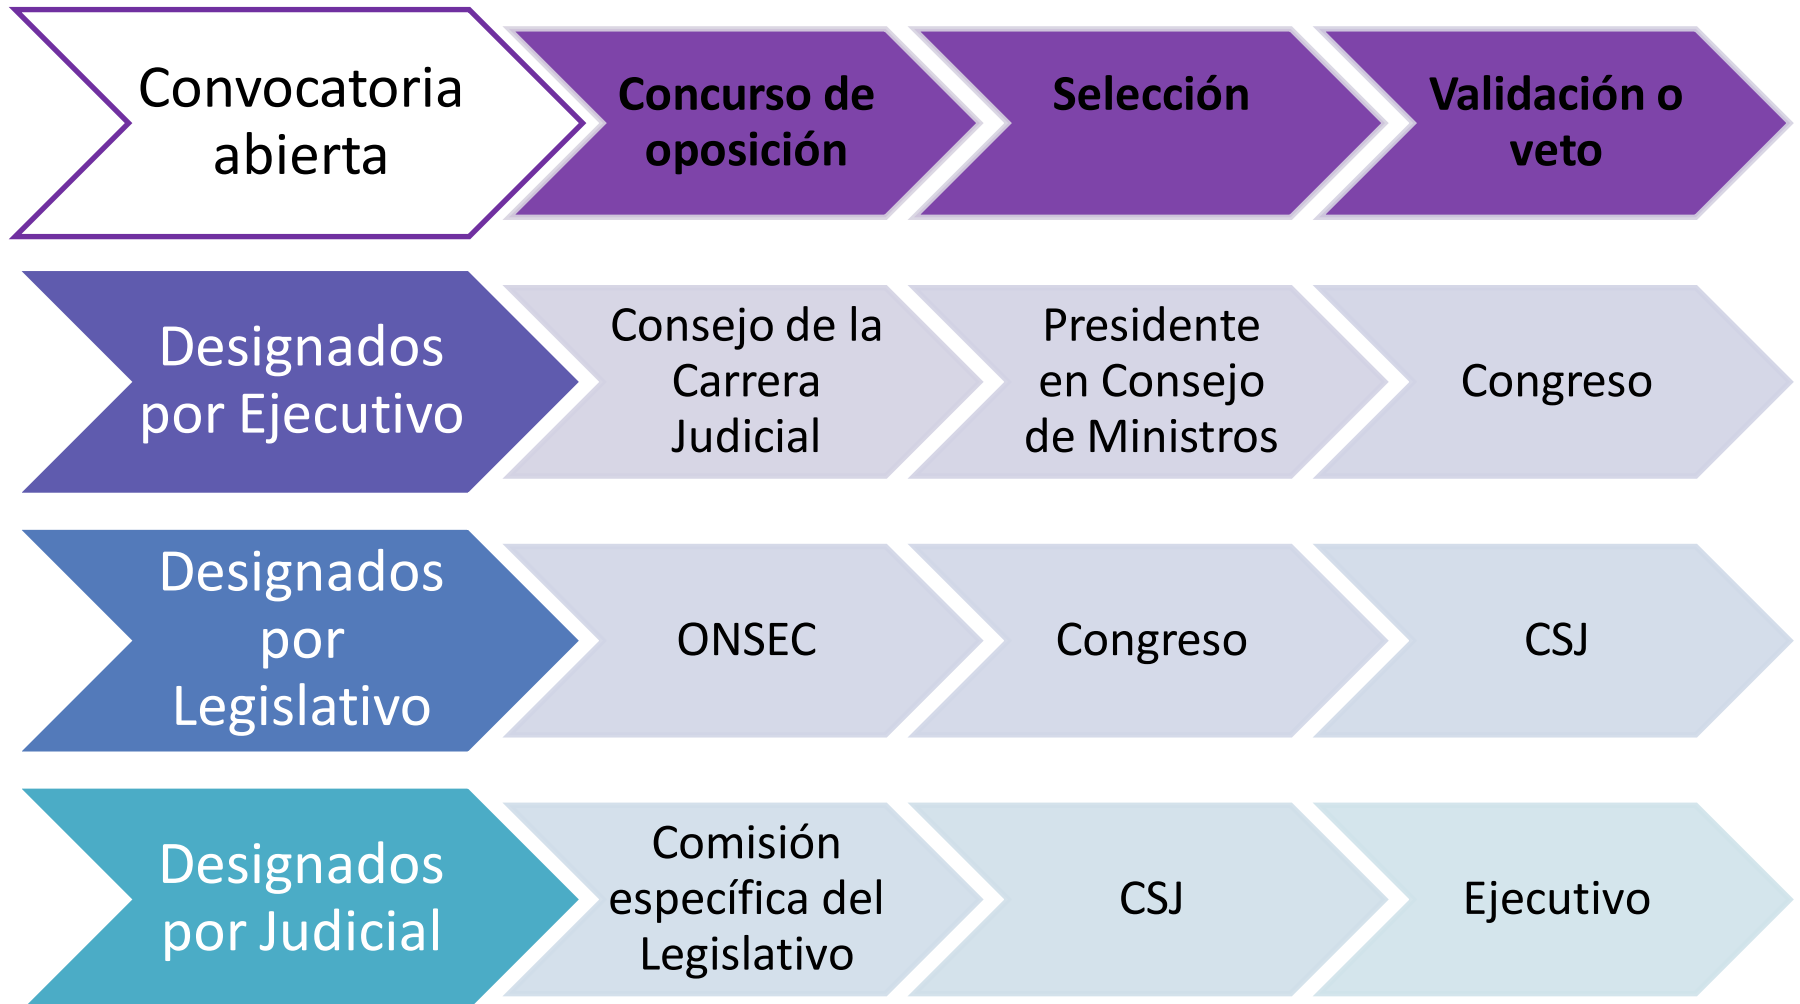 Convocatoria
abierta
Concurso de
oposición
Selección
Validación o
veto
Designados
por Ejecutivo
Consejo de la
Carrera
Judicial
Presidente
en Consejo
de Ministros
Congreso
Designados
por
Legislativo
ONSEC
Congreso
CSJ
Designados
por Judicial
Comisión
específica del
Legislativo
CSJ
Ejecutivo